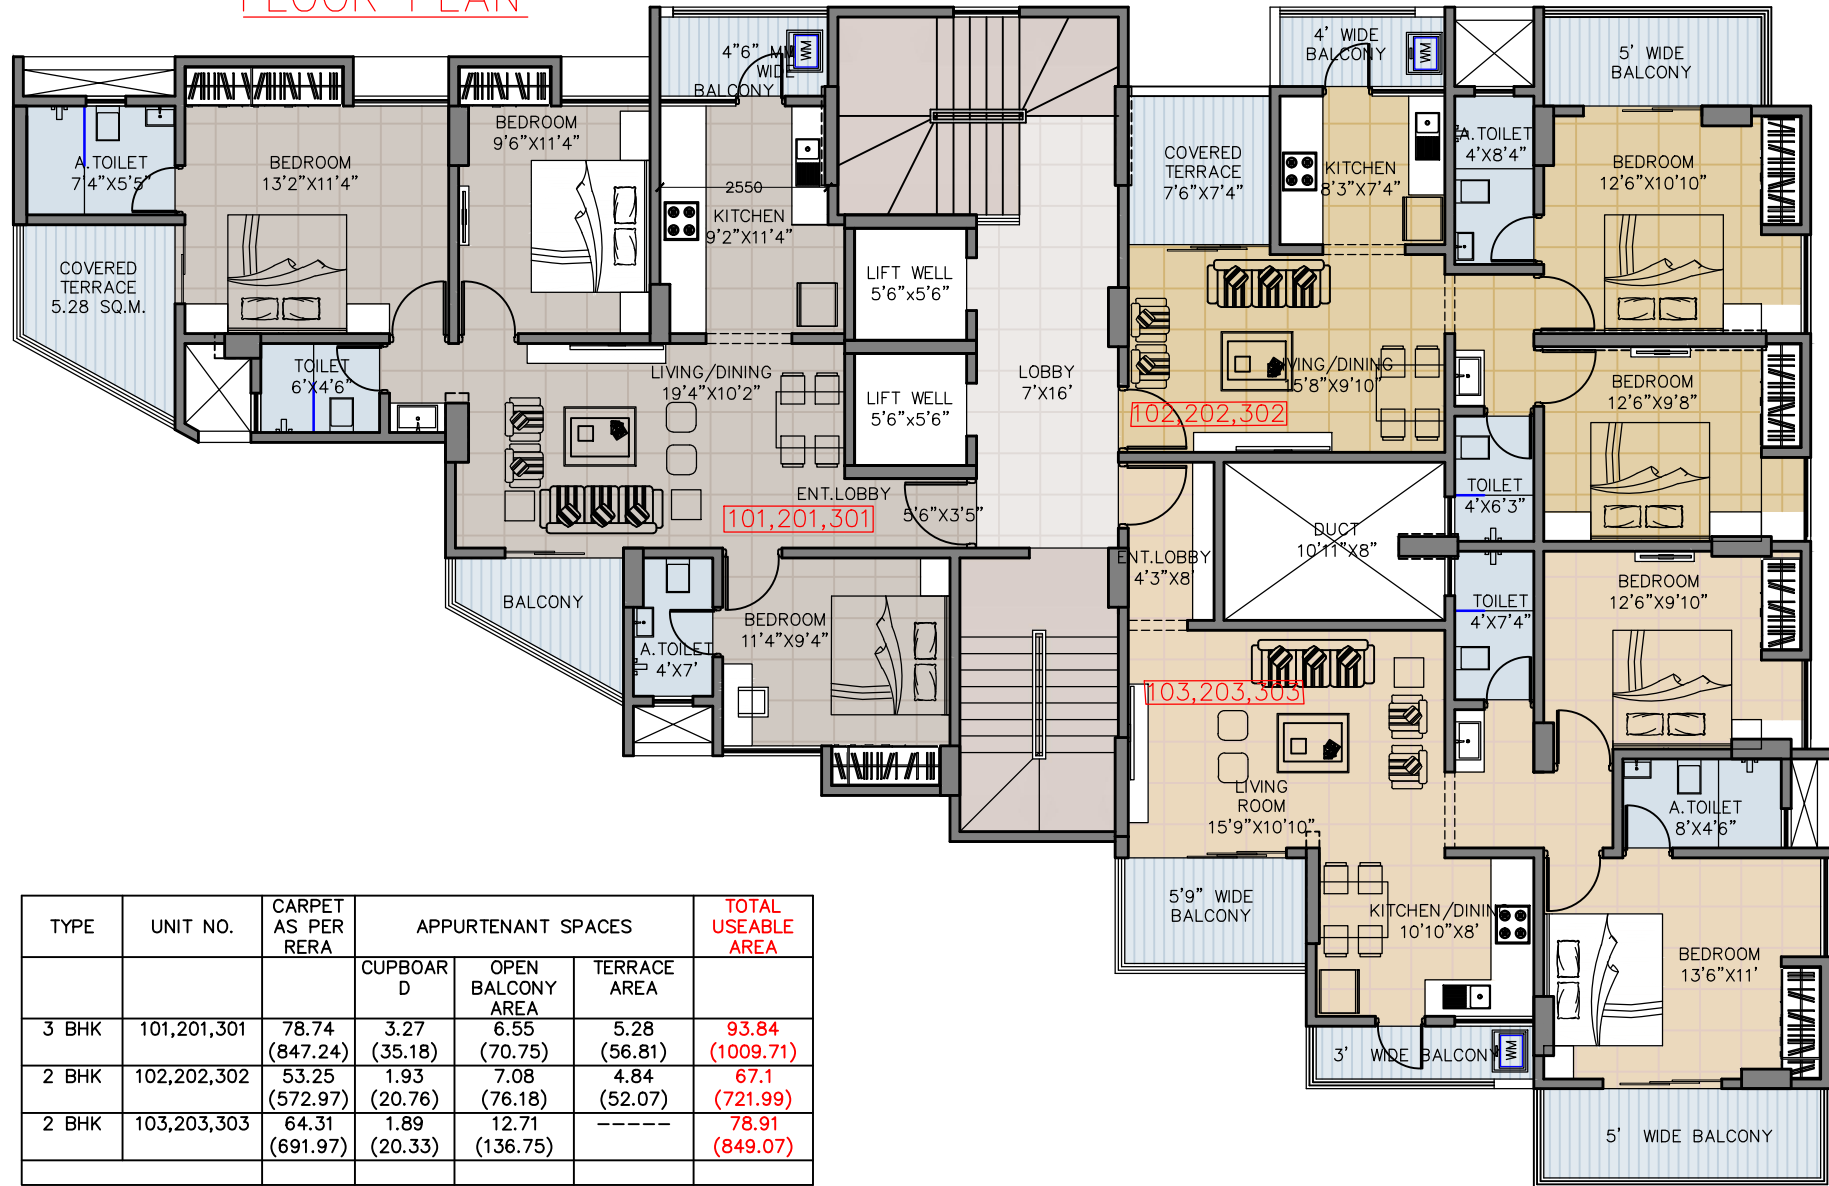 FLOOR PLAN
4"6" MM
WIDE
BALCONY
WM
4' WIDE
BALCONY
WM
5' WIDE
BALCONY
A.TOILET
7'4"X5'5"
BEDROOM
13'2"X11'4"
BEDROOM
9'6"X11'4"
2550
KITCHEN
9'2"X11'4"
COVERED
TERRACE
7'6"X7'4"
KITCHEN
8'3"X7'4"
A.TOILET
4'X8'4"
BEDROOM
12'6"X10'10"
COVERED
TERRACE
5.28 SQ.M.
LIFT WELL
5'6"x5'6"
TOILET
6'X4'6"
LIVING/DINING
19'4"X10'2"
LIFT WELL
5'6"x5'6"
LOBBY
7'X16'
LIVING/DINING
15'8"X9'10"
102,202,302
BEDROOM
12'6"X9'8"
ENT.LOBBY
5'6"X3'5"
101,201,301
TOILET
4'X6'3"
DUCT
10'11"X8"
ENT.LOBBY
4'3"X8'
BALCONY
A.TOILET
4'X7'
BEDROOM
11'4"X9'4"
TOILET
4'X7'4"
BEDROOM
12'6"X9'10"
103,203,303
LIVING
ROOM
15'9"X10'10"
A.TOILET
8'X4'6"
5'9" WIDE
BALCONY
KITCHEN/DINING
10'10"X8'
BEDROOM
13'6"X11'
3' WIDE BALCONY
WM
5' WIDE BALCONY
TYPE UNIT NO. CARPET AS PER RERA APPURTENANT SPACES TOTAL USEABLE AREA
CUPBOAR D OPEN BALCONY AREA TERRACE AREA
3 BHK 101,201,301 78.74 3.27 6.55 5.28 93.84
(847.24) (35.18) (70.75) (56.81) (1009.71)
2 BHK 102,202,302 53.25 1.93 7.08 4.84 67.1
(572.97) (20.76) (76.18) (52.07) (721.99)
2 BHK 103,203,303 64.31 1.89 12.71 ----- 78.91
(691.97) (20.33) (136.75) (849.07)